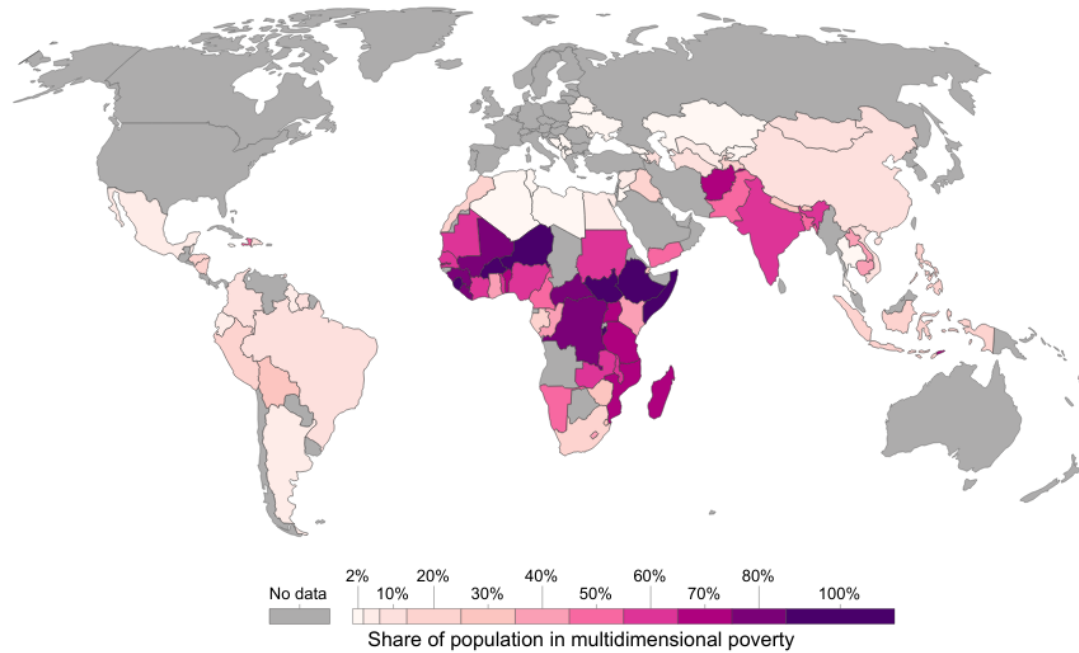 2% 20% 40% 60% 80%
No data 10% 30% 50% 70% 100%
Share of population in multidimensional poverty